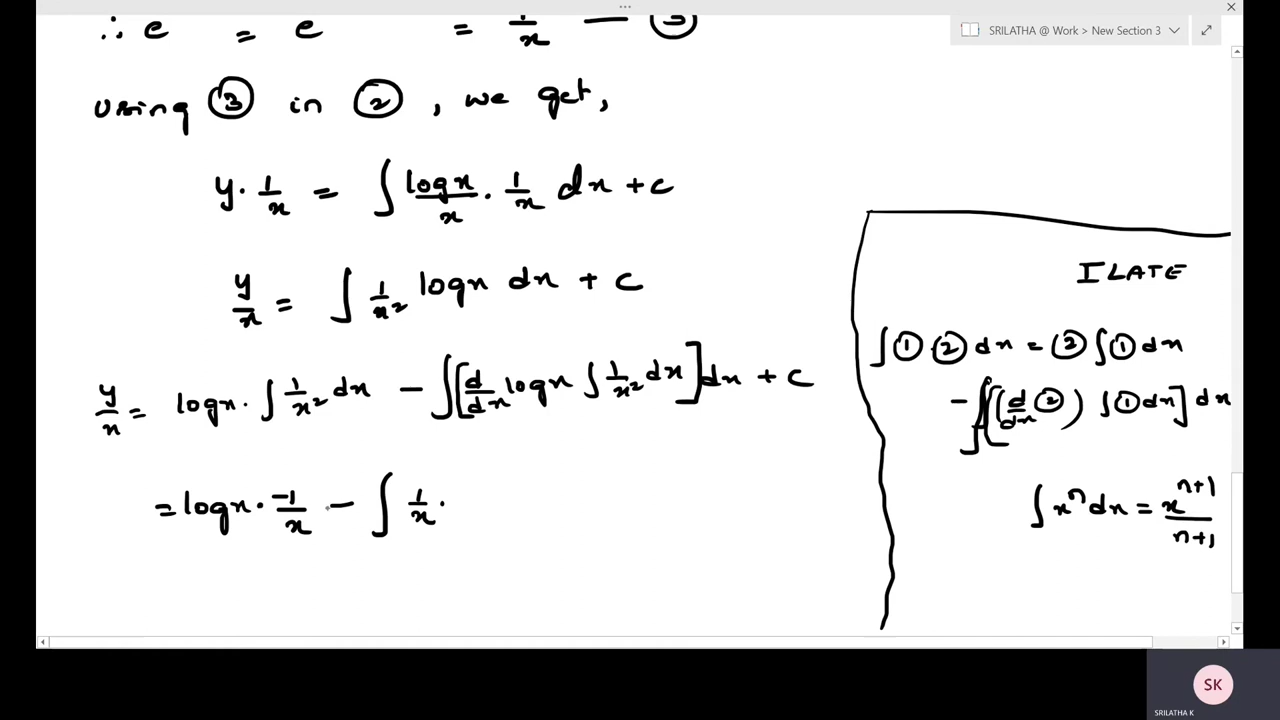 SRILATHA @ Work > New Section 3
∴ e = e = 1/x — ③
using ③ in ②, we get,
y · 1/x = ∫ logx/x · 1/x dx + c
y/x = ∫ 1/x² logx dx + c
y/x = logx · ∫ 1/x² dx − ∫[d/dx logx ∫ 1/x² dx] dx + c
= logx · −1/x − ∫ 1/x ·
ILATE
∫ ① ② dx = ② ∫ ① dx
− ∫[(d/dx ②) ∫ ① dx] dx
∫ xⁿ dx = xⁿ⁺¹/n+1
SK
SRILATHA K